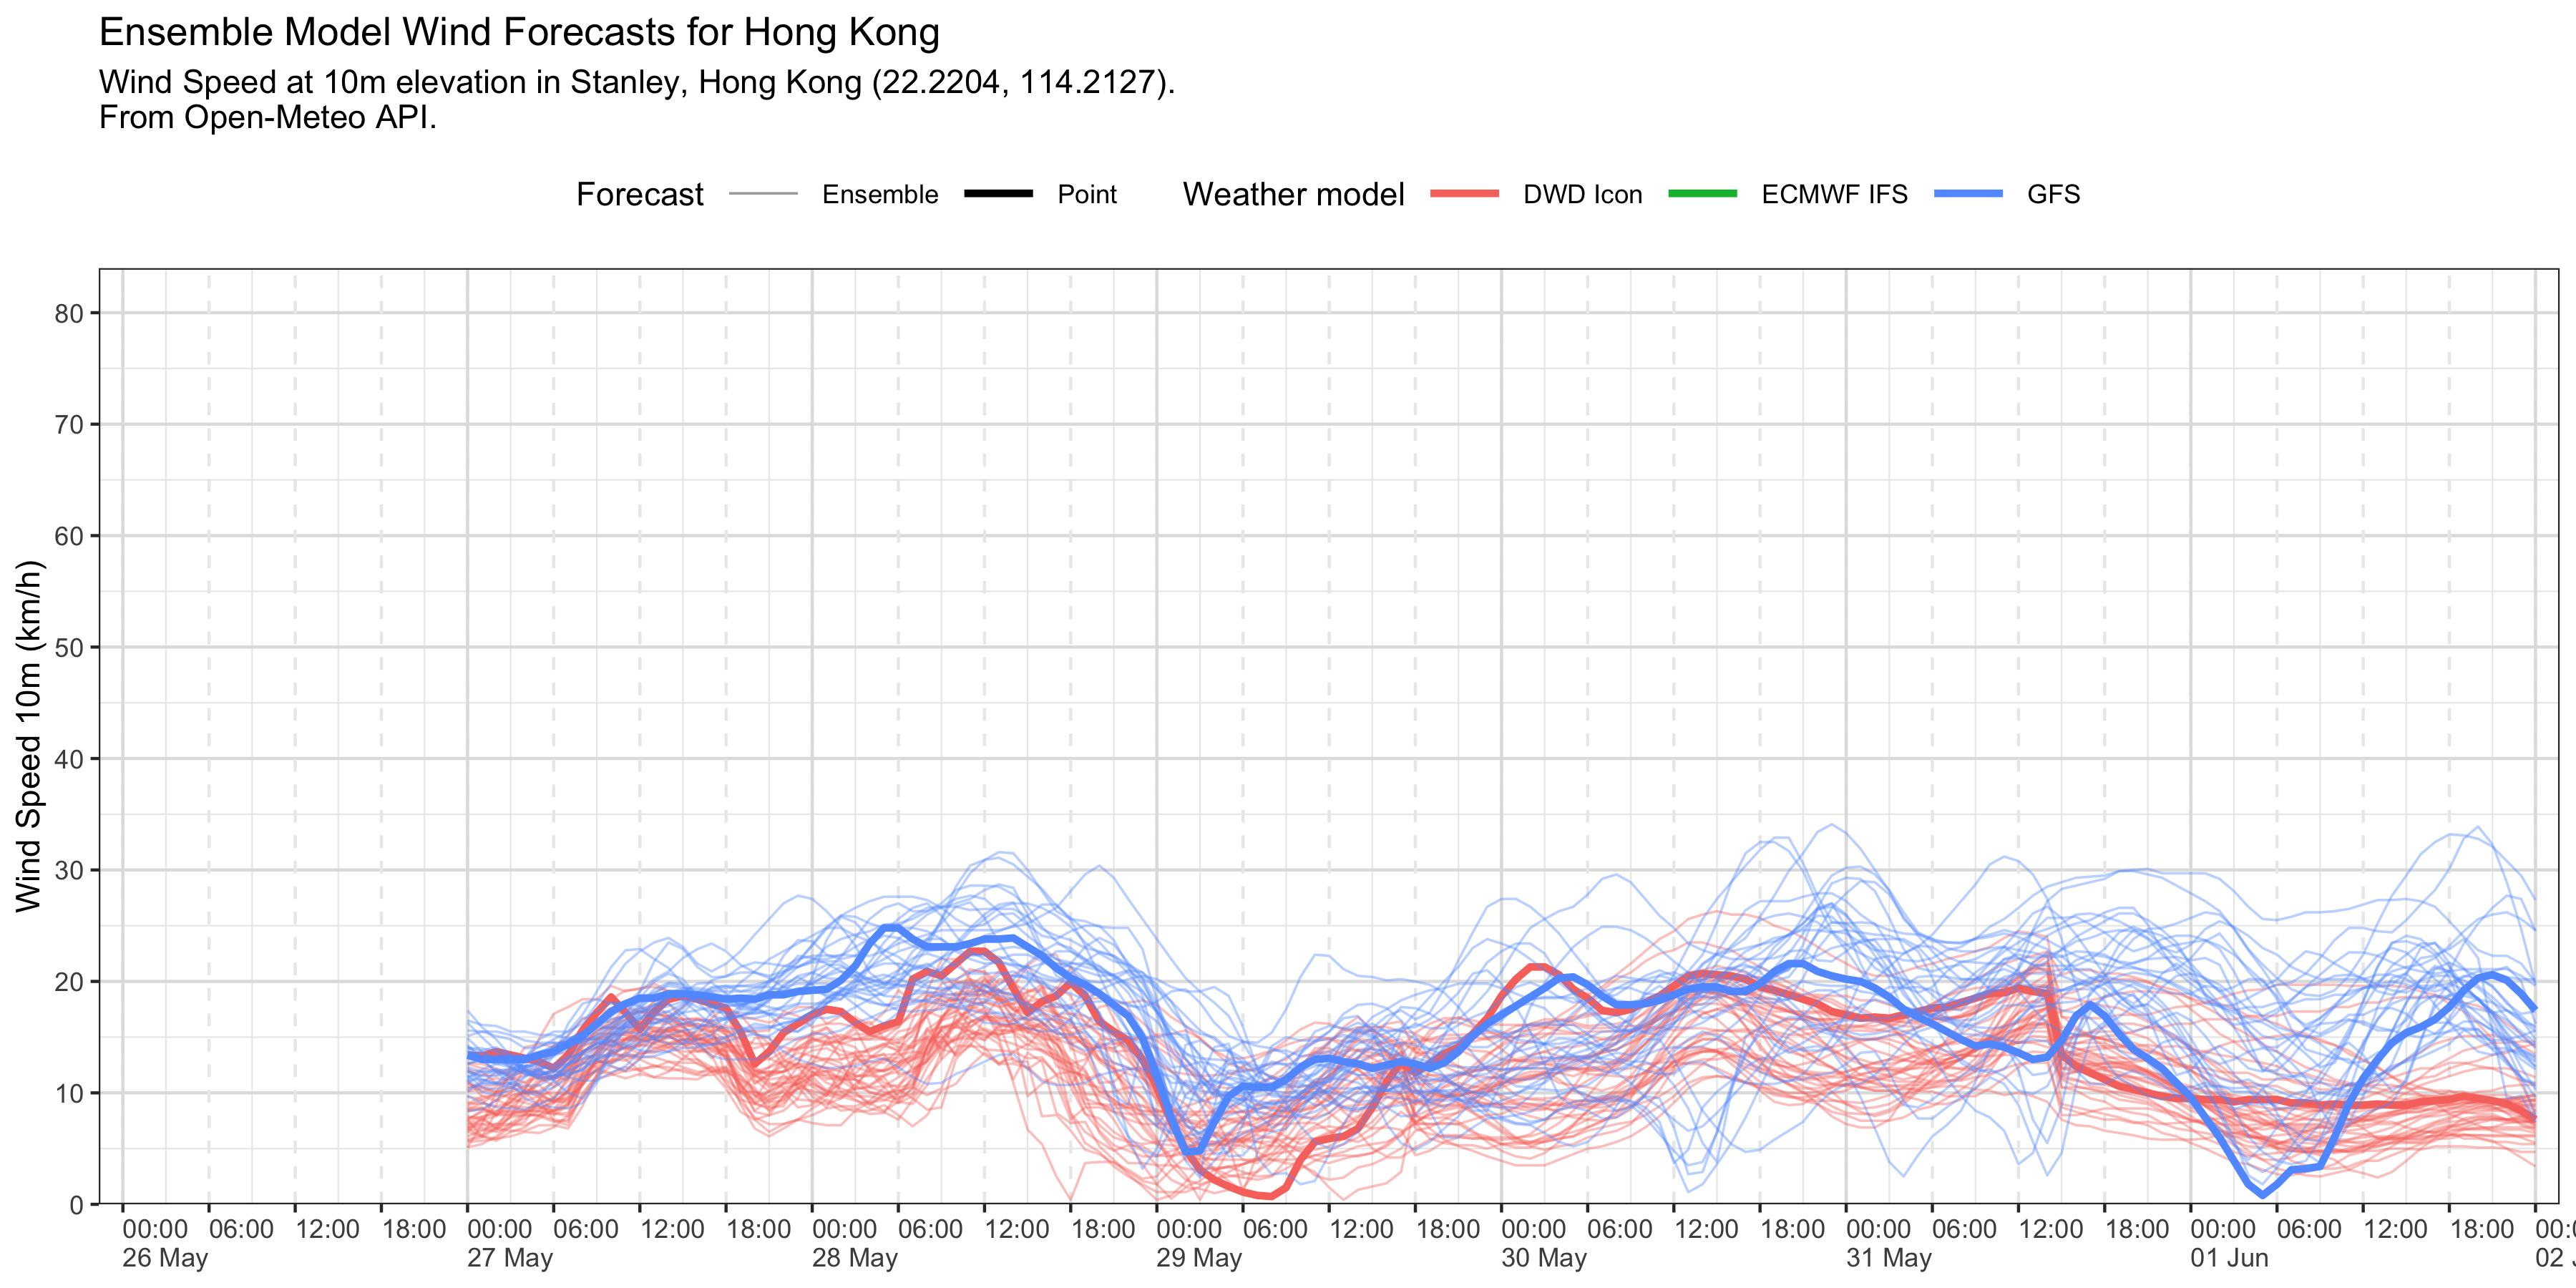 Ensemble Model Wind Forecasts for Hong Kong
Wind Speed at 10m elevation in Stanley, Hong Kong (22.2204, 114.2127).
From Open-Meteo API.
Forecast Ensemble Point Weather model DWD Icon ECMWF IFS GFS
Wind Speed 10m (km/h)
80
70
60
50
40
30
20
10
0
00:00 06:00 12:00 18:00 00:00 06:00 12:00 18:00 00:00 06:00 12:00 18:00 00:00 06:00 12:00 18:00 00:00 06:00 12:00 18:00 00:00 06:00 12:00 18:00 00:00 06:00 12:00 18:00
26 May 27 May 28 May 29 May 30 May 31 May 01 Jun 02